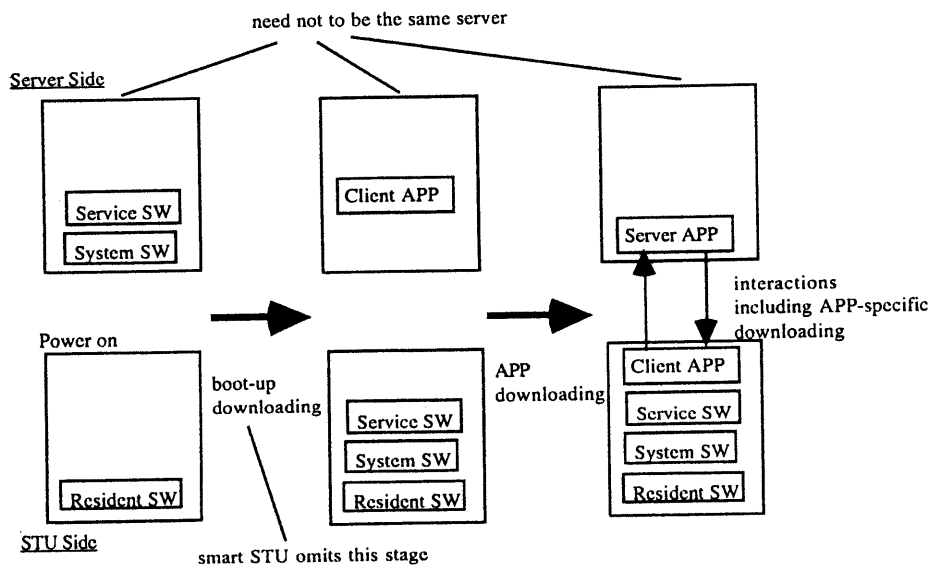 need not to be the same server
Server Side
Service SW
System SW
Client APP
Server APP
interactions
including APP-specific
downloading
Power on
boot-up
downloading
APP
downloading
Resident SW
Service SW
System SW
Resident SW
Client APP
Service SW
System SW
Resident SW
STU Side
smart STU omits this stage